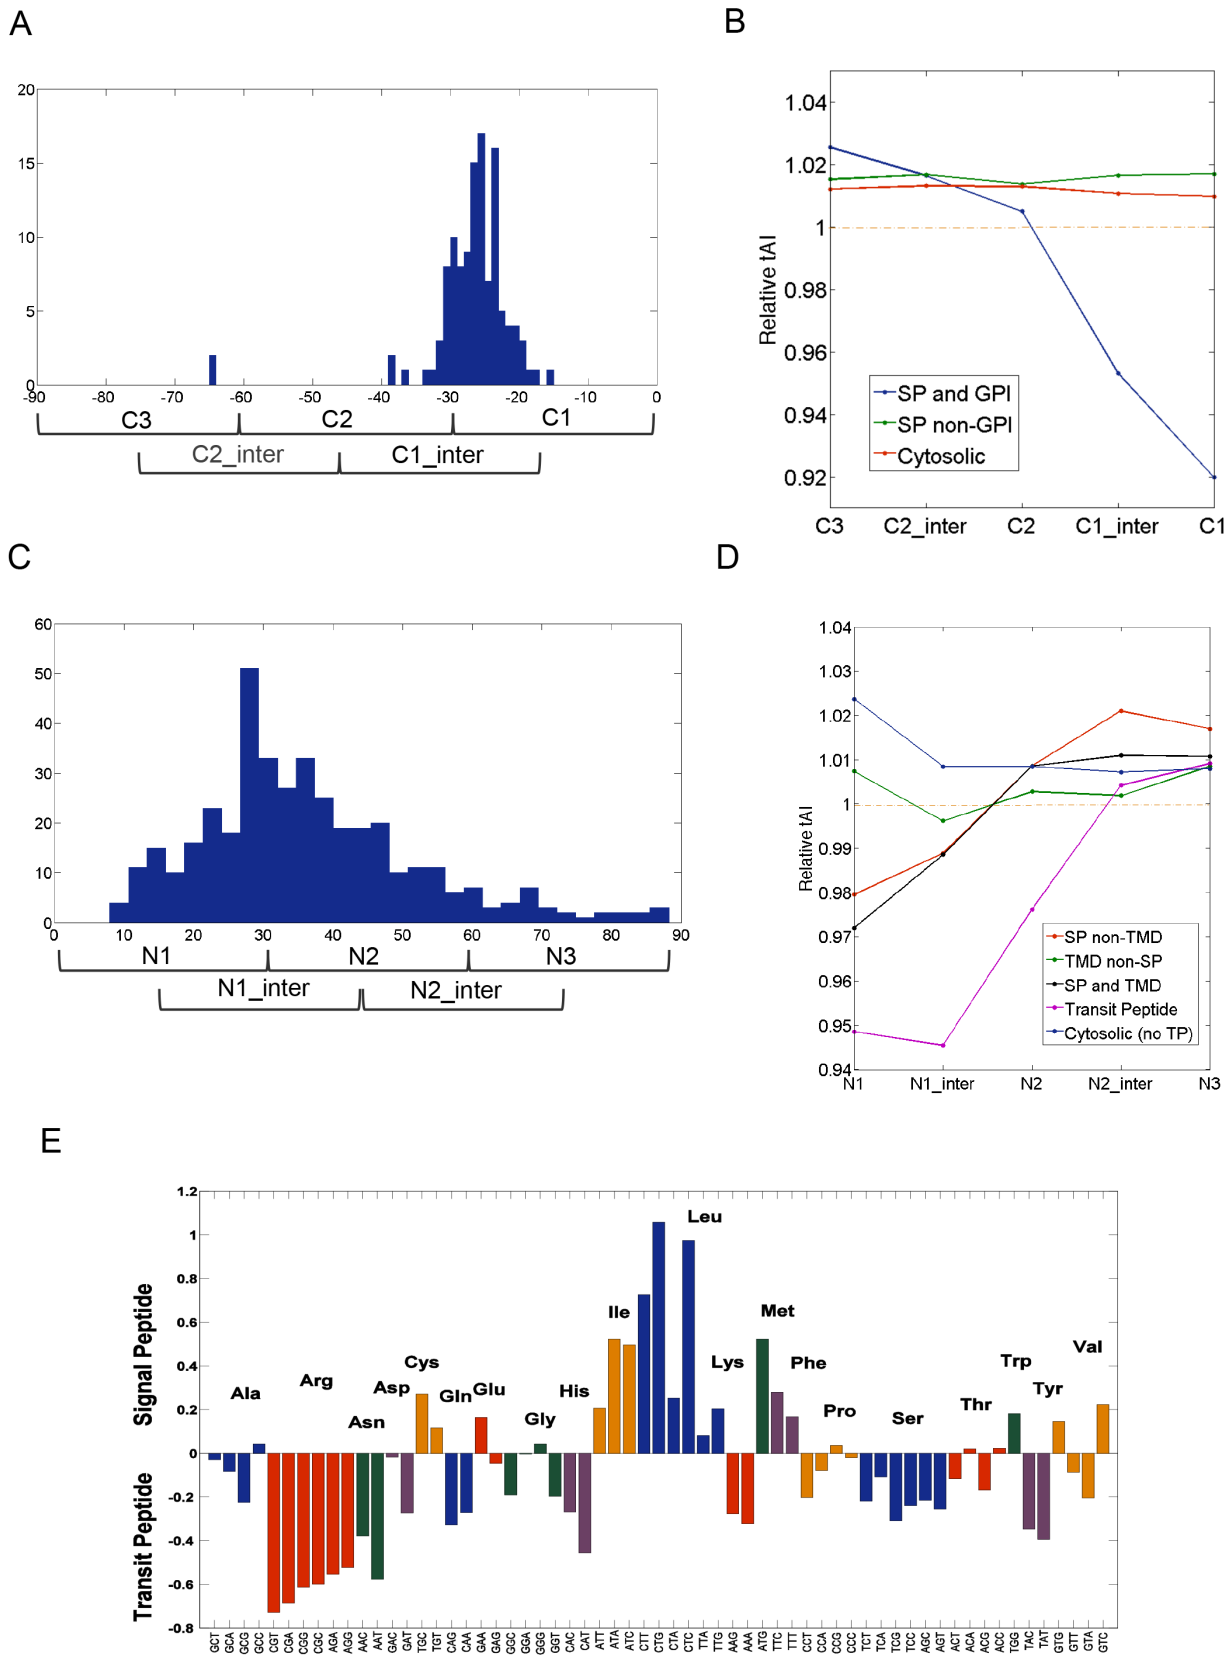 A
B
20
15
10
5
0
-90 -80 -70 -60 -50 -40 -30 -20 -10 0
C3 C2 C1
C2_inter C1_inter
Relative tAI
1.04
1.02
1
0.98
0.96
0.94
0.92
SP and GPI
SP non-GPI
Cytosolic
C3 C2_inter C2 C1_inter C1
C
D
60
50
40
30
20
10
0
0 10 20 30 40 50 60 70 80 90
N1 N2 N3
N1_inter N2_inter
Relative tAI
1.04
1.03
1.02
1.01
1
0.99
0.98
0.97
0.96
0.95
0.94
SP non-TMD
TMD non-SP
SP and TMD
Transit Peptide
Cytosolic (no TP)
N1 N1_inter N2 N2_inter N3
E
Signal Peptide
Transit Peptide
1.2
1
0.8
0.6
0.4
0.2
0
-0.2
-0.4
-0.6
-0.8
Ala Arg Asn Asp Cys Gln Glu Gly His Ile Leu Lys Met Phe Pro Ser Thr Trp Tyr Val
GCT GCA GCG GCC CGT CGA CGG CGC AGA AGG AAC AAT GAC GAT TGC TGT CAG CAA GAA GAG GGC GGA GGG GGT CAC CAT ATT ATA ATC CTT CTG CTA CTC TTA TTG AAG AAA ATG TTC TTT CCT CCA CCG CCC TCT TCA TCG TCC AGC AGT ACT ACA ACG ACC TGG TAC TAT GTG GTT GTA GTC